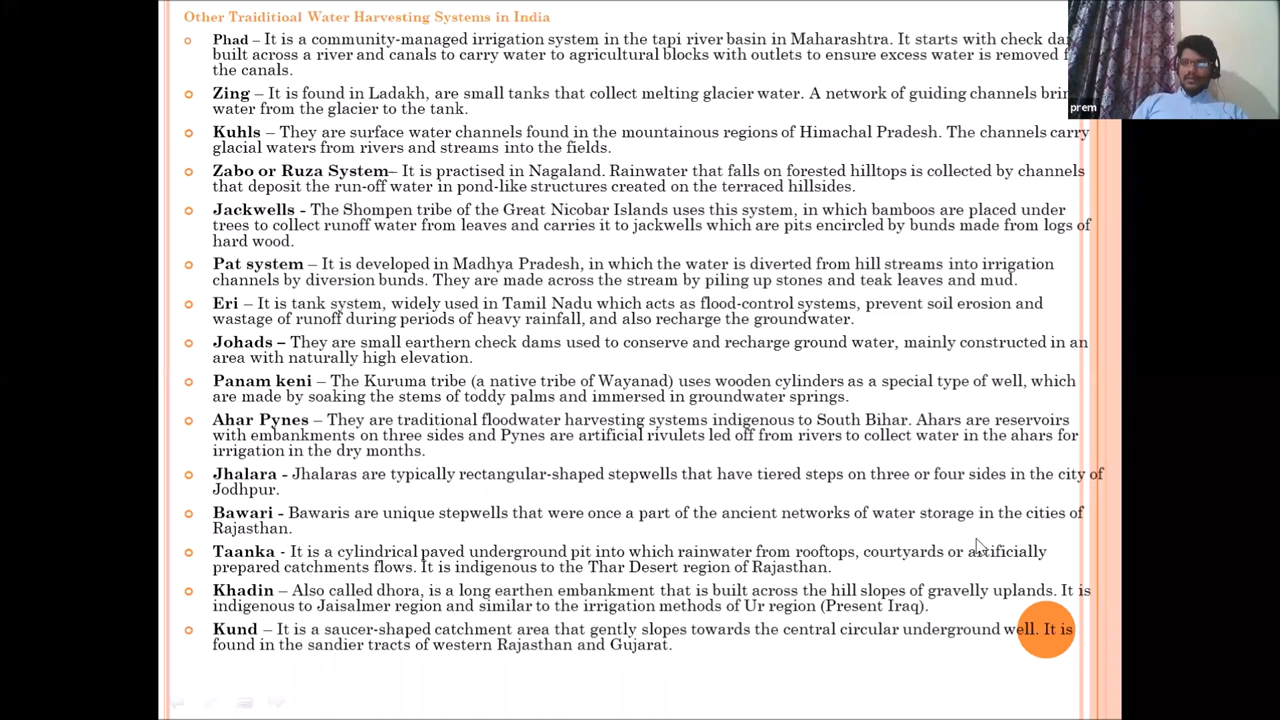 Other Traiditioal Water Harvesting Systems in India
Phad – It is a community-managed irrigation system in the tapi river basin in Maharashtra. It starts with check
built across a river and canals to carry water to agricultural blocks with outlets to ensure excess water is removed
the canals.
Zing – It is found in Ladakh, are small tanks that collect melting glacier water. A network of guiding channels
water from the glacier to the tank.
Kuhls – They are surface water channels found in the mountainous regions of Himachal Pradesh. The channels carry
glacial waters from rivers and streams into the fields.
Zabo or Ruza System– It is practised in Nagaland. Rainwater that falls on forested hilltops is collected by channels
that deposit the run-off water in pond-like structures created on the terraced hillsides.
Jackwells - The Shompen tribe of the Great Nicobar Islands uses this system, in which bamboos are placed under
trees to collect runoff water from leaves and carries it to jackwells which are pits encircled by bunds made from logs of
hard wood.
Pat system – It is developed in Madhya Pradesh, in which the water is diverted from hill streams into irrigation
channels by diversion bunds. They are made across the stream by piling up stones and teak leaves and mud.
Eri – It is tank system, widely used in Tamil Nadu which acts as flood-control systems, prevent soil erosion and
wastage of runoff during periods of heavy rainfall, and also recharge the groundwater.
Johads – They are small earthern check dams used to conserve and recharge ground water, mainly constructed in an
area with naturally high elevation.
Panam keni – The Kuruma tribe (a native tribe of Wayanad) uses wooden cylinders as a special type of well, which
are made by soaking the stems of toddy palms and immersed in groundwater springs.
Ahar Pynes – They are traditional floodwater harvesting systems indigenous to South Bihar. Ahars are reservoirs
with embankments on three sides and Pynes are artificial rivulets led off from rivers to collect water in the ahars for
irrigation in the dry months.
Jhalara - Jhalaras are typically rectangular-shaped stepwells that have tiered steps on three or four sides in the city of
Jodhpur.
Bawari - Bawaris are unique stepwells that were once a part of the ancient networks of water storage in the cities of
Rajasthan.
Taanka - It is a cylindrical paved underground pit into which rainwater from rooftops, courtyards or artificially
prepared catchments flows. It is indigenous to the Thar Desert region of Rajasthan.
Khadin – Also called dhora, is a long earthen embankment that is built across the hill slopes of gravelly uplands. It is
indigenous to Jaisalmer region and similar to the irrigation methods of Ur region (Present Iraq).
Kund – It is a saucer-shaped catchment area that gently slopes towards the central circular underground well. It is
found in the sandier tracts of western Rajasthan and Gujarat.
prem